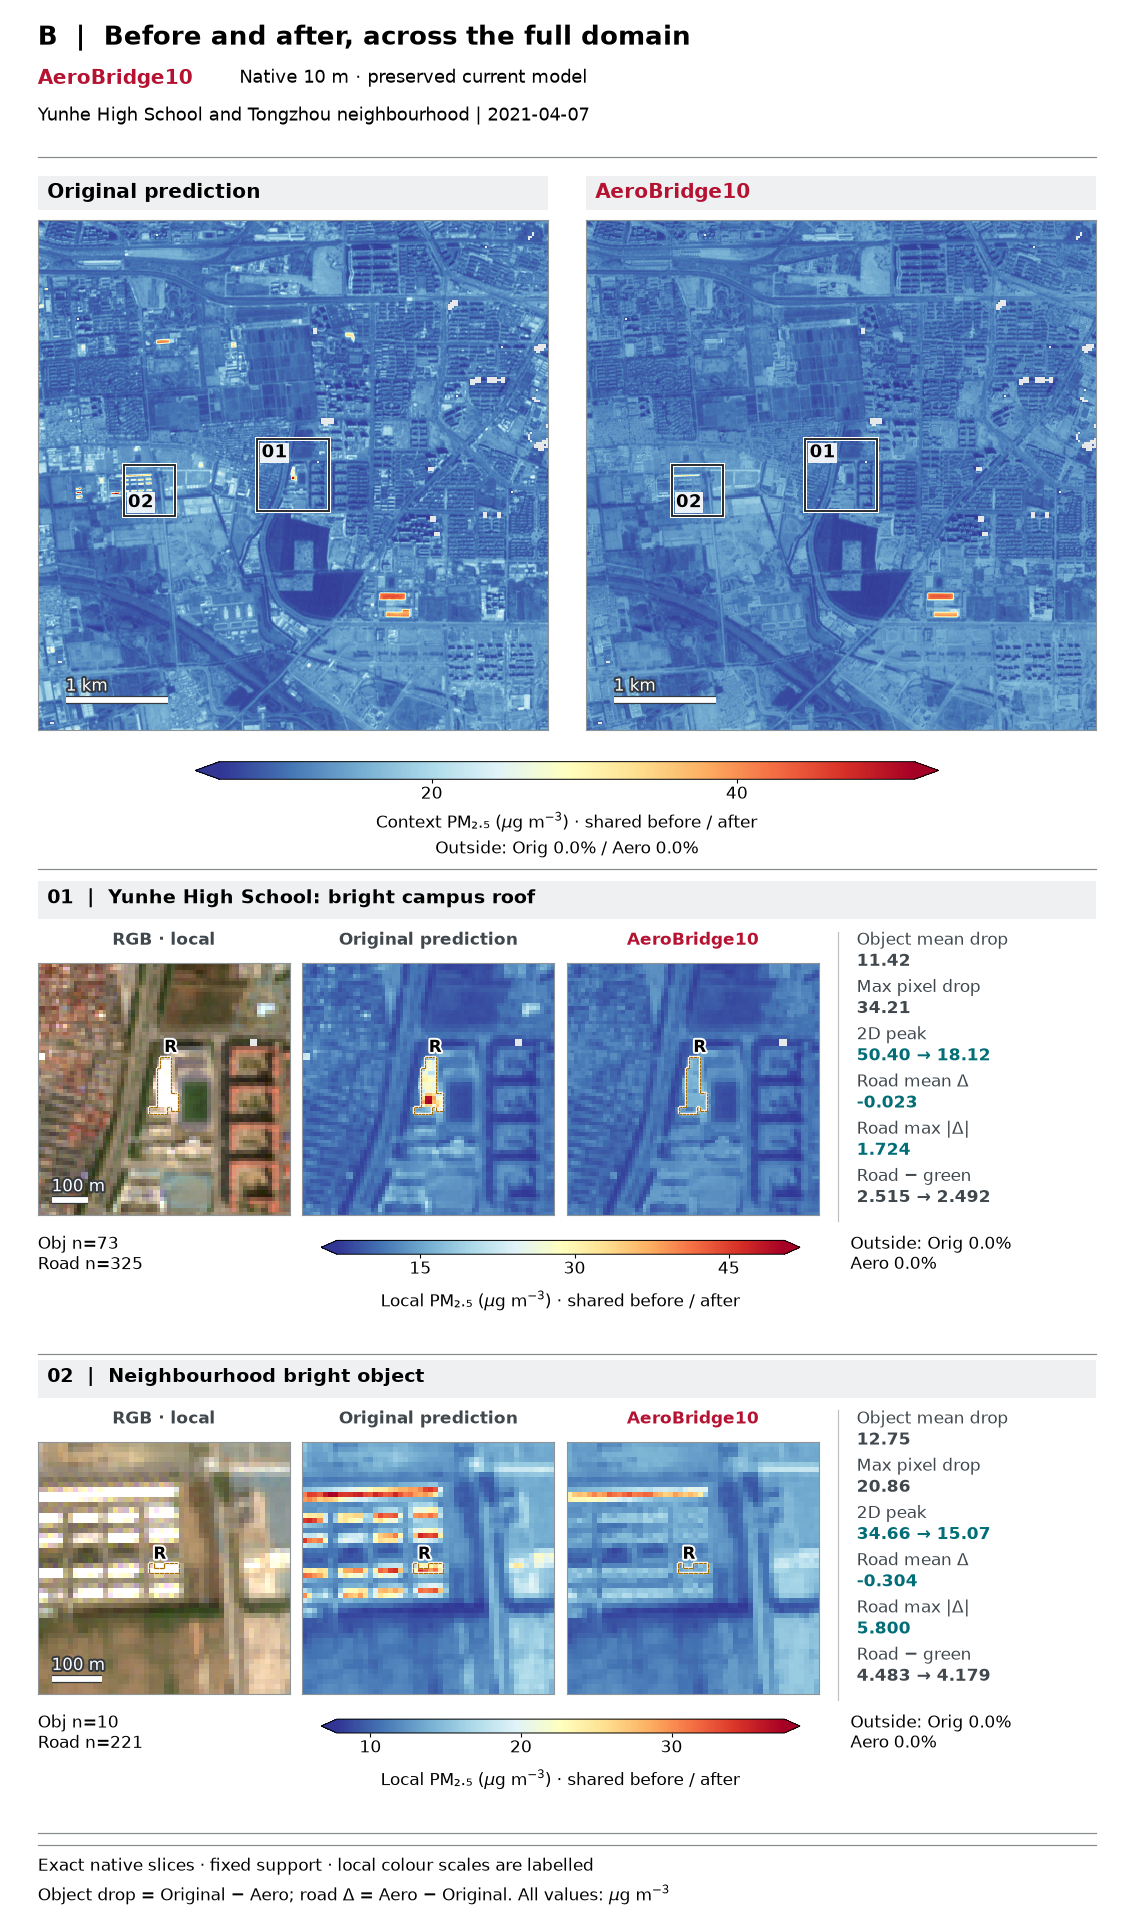 B | Before and after, across the full domain
AeroBridge10 Native 10 m · preserved current model
Yunhe High School and Tongzhou neighbourhood | 2021-04-07
Original prediction
AeroBridge10
01
02
1 km
01
02
1 km
20 40
Context PM₂.₅ (μg m⁻³) · shared before / after
Outside: Orig 0.0% / Aero 0.0%
01 | Yunhe High School: bright campus roof
RGB · local
Original prediction
AeroBridge10
R
100 m
R
R
Object mean drop
11.42
Max pixel drop
34.21
2D peak
50.40 → 18.12
Road mean Δ
-0.023
Road max |Δ|
1.724
Road − green
2.515 → 2.492
Obj n=73
Road n=325
15 30 45
Local PM₂.₅ (μg m⁻³) · shared before / after
Outside: Orig 0.0%
Aero 0.0%
02 | Neighbourhood bright object
RGB · local
Original prediction
AeroBridge10
R
100 m
R
R
Object mean drop
12.75
Max pixel drop
20.86
2D peak
34.66 → 15.07
Road mean Δ
-0.304
Road max |Δ|
5.800
Road − green
4.483 → 4.179
Obj n=10
Road n=221
10 20 30
Local PM₂.₅ (μg m⁻³) · shared before / after
Outside: Orig 0.0%
Aero 0.0%
Exact native slices · fixed support · local colour scales are labelled
Object drop = Original − Aero; road Δ = Aero − Original. All values: μg m⁻³